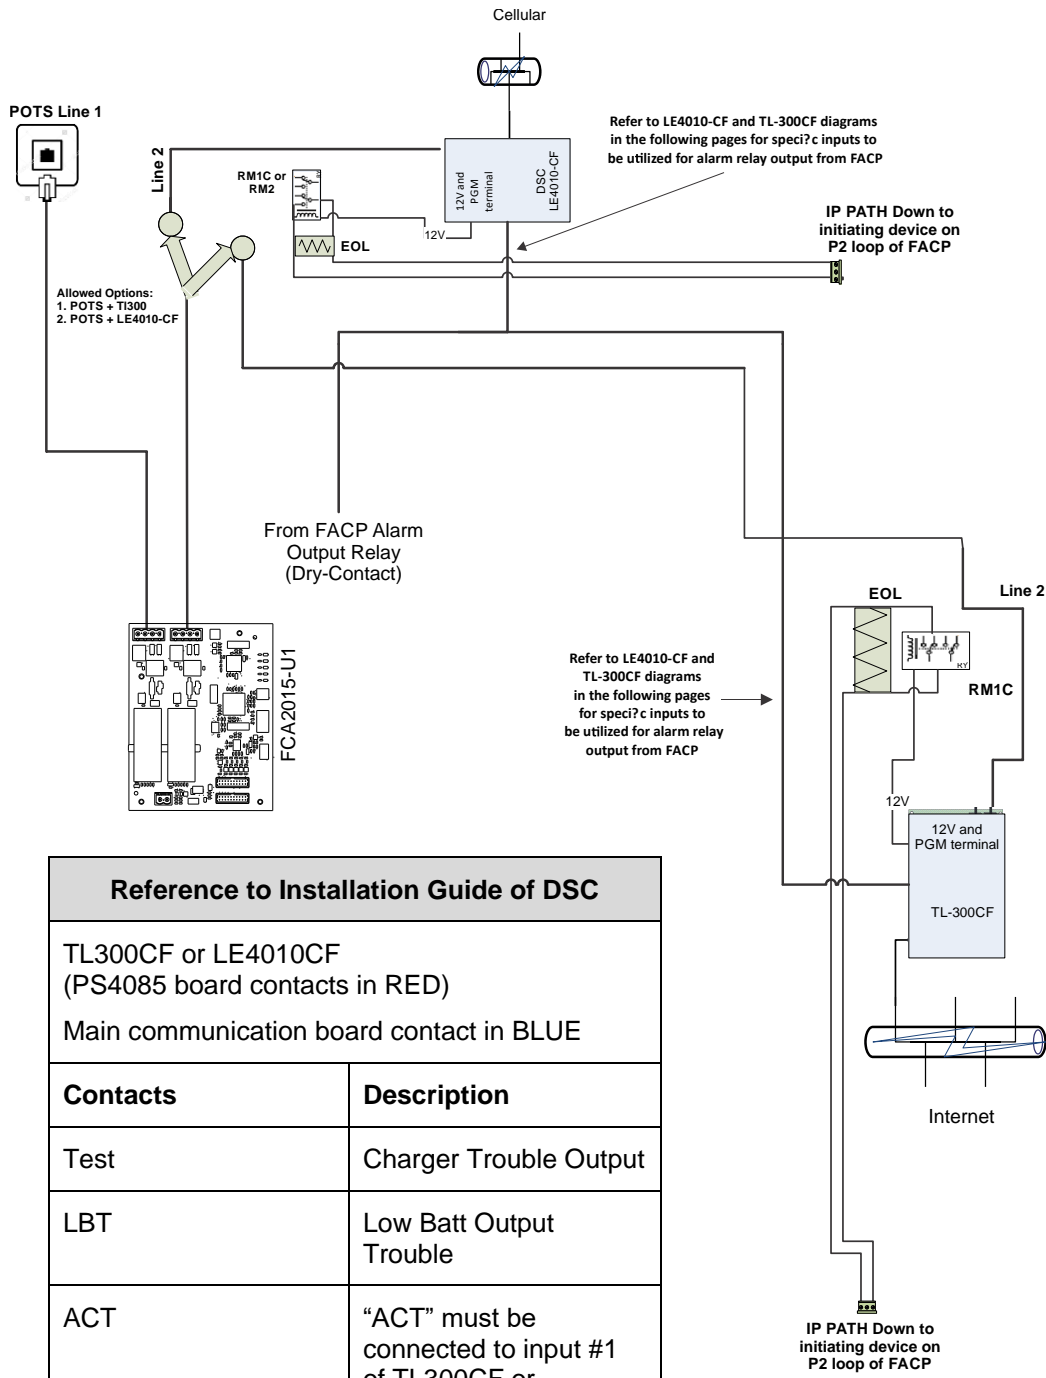 Cellular
POTS Line 1
Line 2
Refer to LE4010-CF and TL-300CF diagrams
in the following pages for speci?c inputs to
be utilized for alarm relay output from FACP
RM1C or
RM2
RY
12V and
PGM
terminal
DSC
LE4010-CF
12V
EOL
IP PATH Down to
initiating device on
P2 loop of FACP
Allowed Options:
1. POTS + Tl300
2. POTS + LE4010-CF
From FACP Alarm
Output Relay
(Dry-Contact)
FCA2015-U1
EOL
Line 2
RY
RM1C
Refer to LE4010-CF and
TL-300CF diagrams
in the following pages
for speci?c inputs to
be utilized for alarm relay
output from FACP
12V
12V and
PGM terminal
TL-300CF
Internet
IP PATH Down to
initiating device on
P2 loop of FACP
Reference to Installation Guide of DSC
TL300CF or LE4010CF
(PS4085 board contacts in RED)
Main communication board contact in BLUE
Contacts
Description
Test
Charger Trouble Output
LBT
Low Batt Output
Trouble
ACT
“ACT” must be
connected to input #1
of TL300CF or